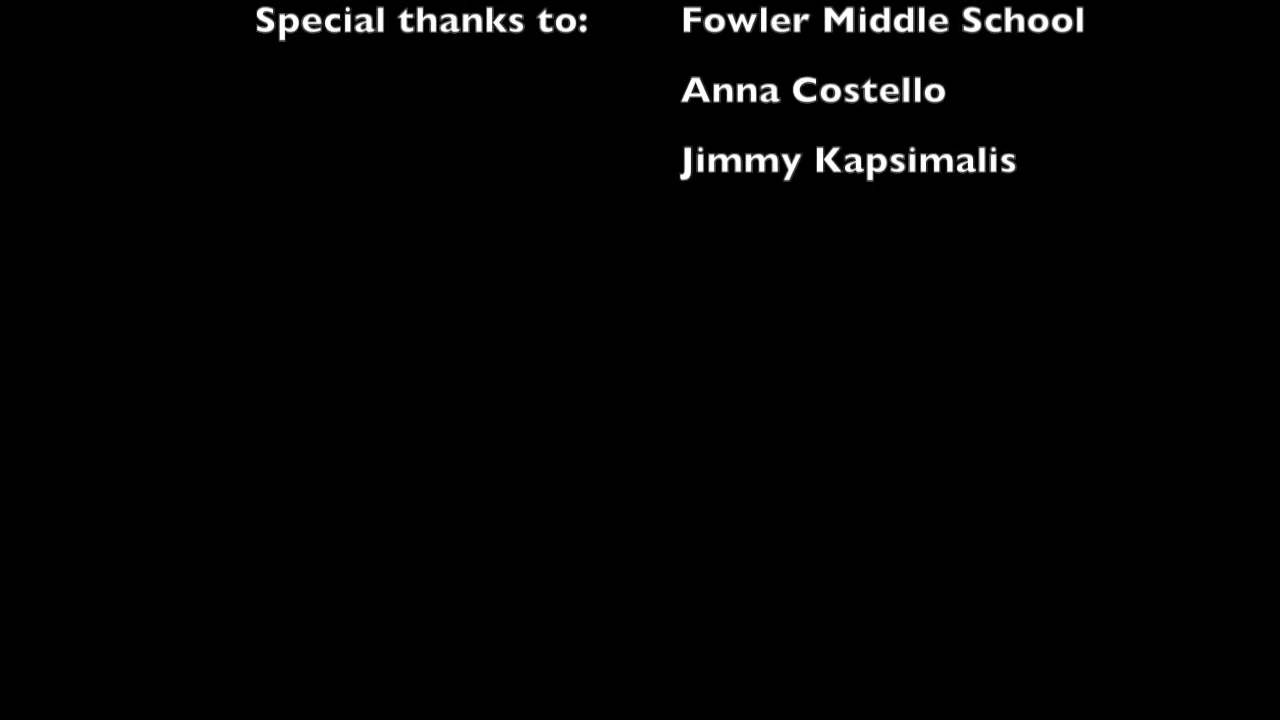 Special thanks to: Fowler Middle School
Anna Costello
Jimmy Kapsimalis